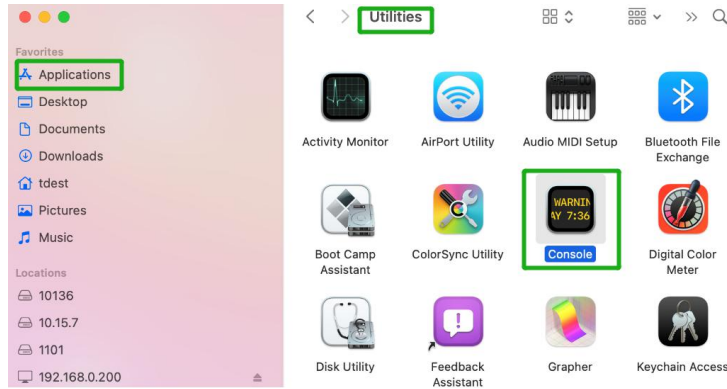 Utilities
Favorites
Applications
Desktop
Documents
Downloads
tdest
Pictures
Music
Locations
10136
10.15.7
1101
192.168.0.200
Activity Monitor
AirPort Utility
Audio MIDI Setup
Bluetooth File
Exchange
WARNIN
AY 7:36
Boot Camp
Assistant
ColorSync Utility
Console
Digital Color
Meter
Disk Utility
Feedback
Assistant
Grapher
Keychain Access